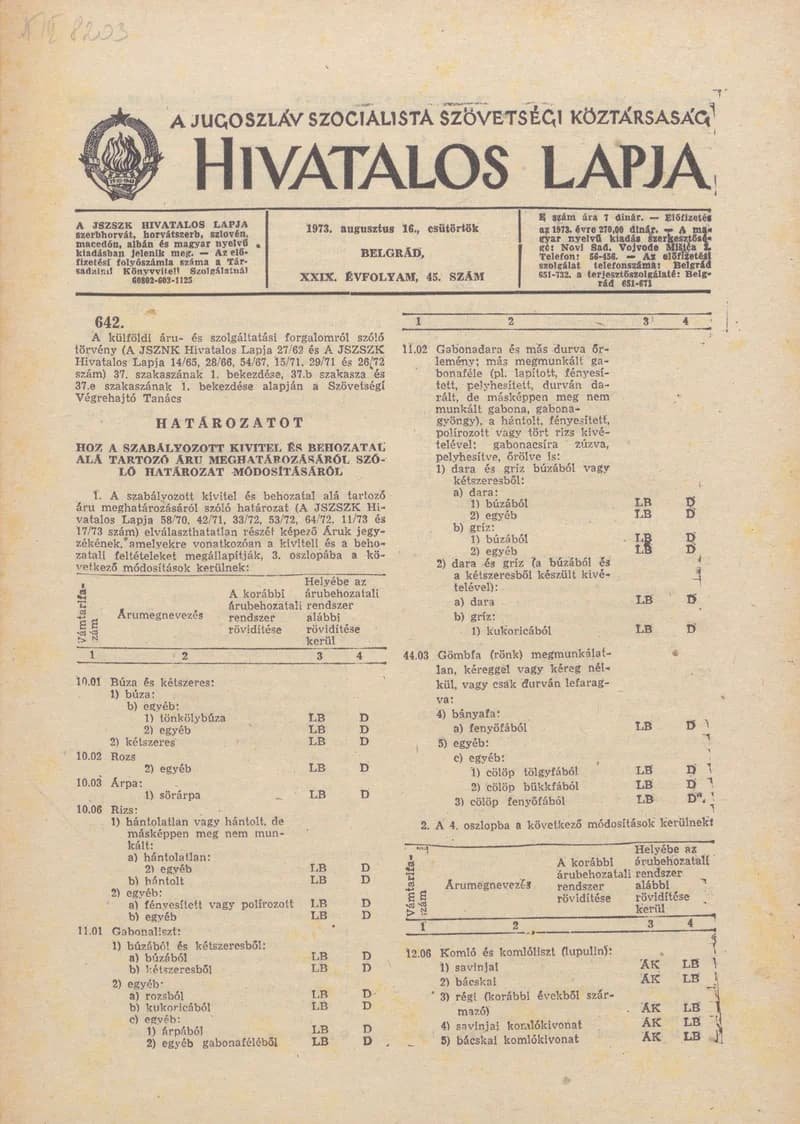 8203
A JUGOSZLÁV SZOCIALISTA SZÖVETSÉGI KÖZTÁRSASÁG
HIVATALOS LAPJA
A JSZSZK HIVATALOS LAPJA
szerbhorvát, horvátszerb, szlovén,
macedón, albán és magyar nyelvű
kiadásban jelenik meg. — Az elő-
fizetési folyószámla száma a Tár-
sadalmi Könyviteli Szolgálatnál
60802-603-1125
1973. augusztus 16., csütörtök
BELGRÁD,
XXIX. ÉVFOLYAM, 45. SZÁM
E szám ára 7 dinár. — Előfizetés
az 1973. évre 270,00 dinár. — A ma-
gyar nyelvű kiadás szerkesztősé-
ge: Novi Sad, Vojvode Mišića 1.
Telefon: 56-456. — Az előfizetési
szolgálat telefonszáma: Belgrád
651-732. a terjesztőszolgálaté: Belg-
rád 651-671
642.
A külföldi áru- és szolgáltatási forgalomról szóló
törvény (A JSZNK Hivatalos Lapja 27/62 és A JSZSZK
Hivatalos Lapja 14/65, 28/66, 54/67, 15/71, 29/71 és 26/72
szám) 37. szakaszának 1. bekezdése, 37.b szakasza és
37.e szakaszának 1. bekezdése alapján a Szövetségi
Végrehajtó Tanács
HATÁROZATOT
HOZ A SZABÁLYOZOTT KIVITEL ÉS BEHOZATAL
ALÁ TARTOZÓ ÁRU MEGHATÁROZÁSÁRÓL SZÓ-
LÓ HATÁROZAT MÓDOSÍTÁSÁRÓL
1. A szabályozott kivitel és behozatal alá tartozó
áru meghatározásáról szóló határozat (A JSZSZK Hi-
vatalos Lapja 58/70, 42/71, 33/72, 53/72, 64/72, 11/73 és
17/73 szám) elválaszthatatlan részét képező Áruk jegy-
zékének, amelyekre vonatkozóan a kiviteli és a beho-
zatali feltételeket megállapítják, 3. oszlopába a kö-
vetkező módosítások kerülnek:
Vámtarifa-
szám
Árumegnevezés
A korábbi
árubehozatali
rendszer
rövidítése
Helyébe az
árubehozatali
rendszer
alábbi
rövidítése
kerül
1 2 3 4
10.01 Búza és kétszeres:
1) búza:
b) egyéb:
1) tönkölybúza LB D
2) egyéb LB D
2) kétszeres LB D
10.02 Rozs
2) egyéb LB D
10.03 Árpa:
1) sörárpa LB D
10.06 Rizs:
1) hántolatlan vagy hántolt, de
másképpen meg nem mun-
kált:
a) hántolatlan:
2) egyéb LB D
b) hántolt LB D
2) egyéb:
a) fényesített vagy polírozott LB D
b) egyéb LB D
11.01 Gabonaliszt:
1) búzából és kétszeresből:
a) búzából LB D
b) kétszeresből LB D
2) egyéb:
a) rozsból LB D
b) kukoricából LB D
c) egyéb:
1) árpából LB D
2) egyéb gabonaféléből LB D
1 2 3 4
11.02 Gabonadara és más durva őr-
lemény; más megmunkált ga-
bonaféle (pl. lapított, fényesí-
tett, pelyhesített, durván da-
rált, de másképpen meg nem
munkált gabona, gabona-
gyöngy), a hántolt, fényesített,
polírozott vagy tört rizs kivé-
telével; gabonacsíra zúzva,
pelyhesítve, őrölve is:
1) dara és gríz búzából vagy
kétszeresből:
a) dara:
1) búzából LB D
2) egyéb LB D
b) gríz:
1) búzából LB D
2) egyéb LB D
2) dara és gríz (a búzából és
a kétszeresből készült kivé-
telével):
a) dara LB D
b) gríz:
1) kukoricából LB D
44.03 Gömbfa (rönk) megmunkálat-
lan, kéreggel vagy kéreg nél-
kül, vagy csak durván lefarag-
va:
4) bányafa:
a) fenyőfából LB D
5) egyéb:
c) egyéb:
1) cölöp tölgyfából LB D
2) cölöp bükkfából LB D
3) cölöp fenyőfából LB D".
2. A 4. oszlopba a következő módosítások kerülnek:
Vámtarifa-
szám
Árumegnevezés
A korábbi
árubehozatali
rendszer
rövidítése
Helyébe az
árubehozatali
rendszer
alábbi
rövidítése
kerül
1 2 3 4
12.06 Komló és komlóliszt (lupulin):
1) savinjai ÁK LB
2) bácskai ÁK LB
3) régi (korábbi évekből szár-
mazó) ÁK LB
4) savinjai komlókivonat ÁK LB
5) bácskai komlókivonat ÁK LB